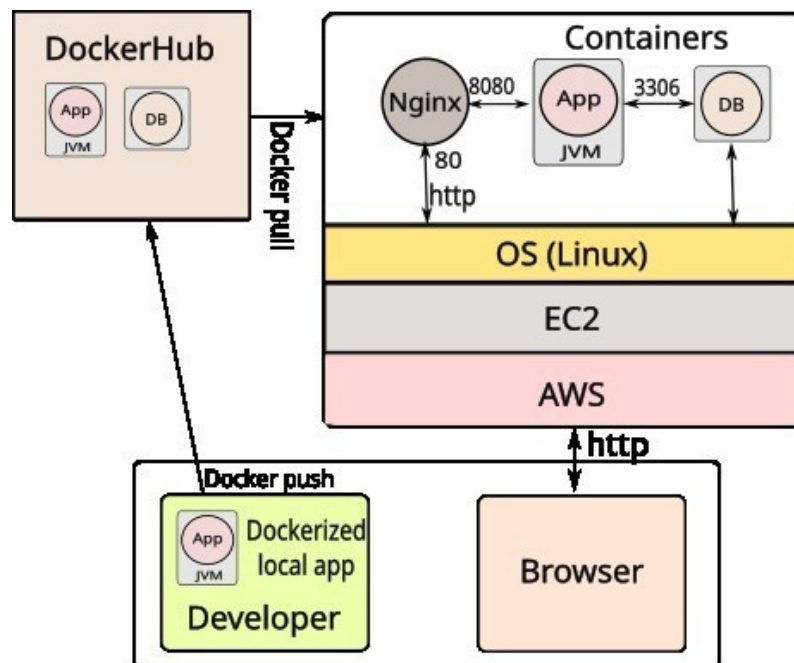 DockerHub
App
JVM
DB
Docker pull
Containers
Nginx
8080
App
JVM
3306
DB
80
http
OS (Linux)
EC2
AWS
http
Docker push
App
JVM
Dockerized
local app
Developer
Browser